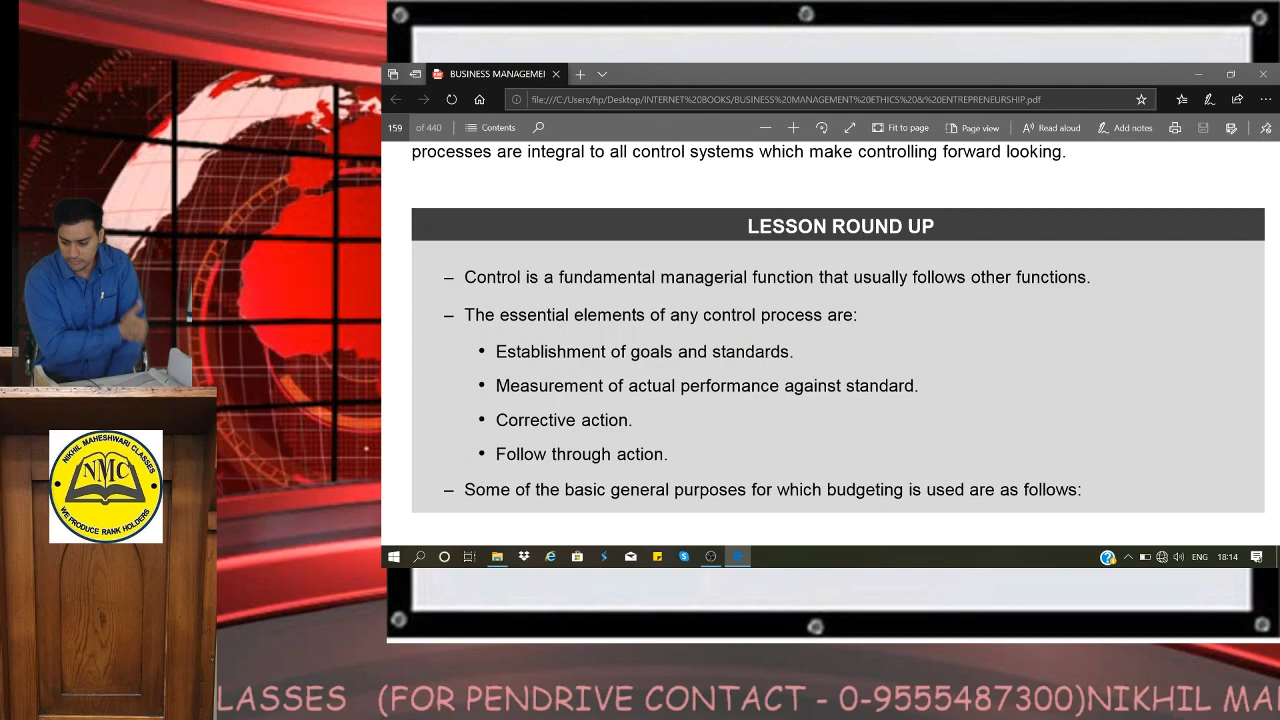 BUSINESS MANAGEMEI
file:///C:/Users/hp/Desktop/INTERNET%20BOOKS/BUSINESS%20MANAGEMENT%20ETHICS%20&%20ENTREPRENEURSHIP.pdf
159 of 440 Contents Fit to page Page view Read aloud Add notes
processes are integral to all control systems which make controlling forward looking.
LESSON ROUND UP
– Control is a fundamental managerial function that usually follows other functions.
– The essential elements of any control process are:
• Establishment of goals and standards.
• Measurement of actual performance against standard.
• Corrective action.
• Follow through action.
– Some of the basic general purposes for which budgeting is used are as follows:
ENG 18:14
NIKHIL MAHESHWARI CLASSES
NMC
WE PRODUCE RANK HOLDERS
LASSES (FOR PENDRIVE CONTACT - 0-9555487300)NIKHIL MA